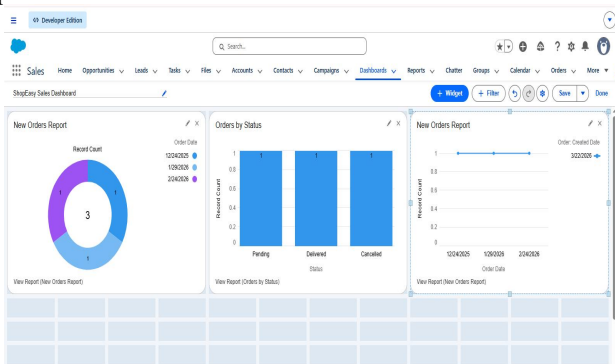 Developer Edition
Search...
Sales Home Opportunities Leads Tasks Files Accounts Contacts Campaigns Dashboards Reports Chatter Groups Calendar Orders More
ShopEasy Sales Dashboard
+ Widget + Filter Save Done
New Orders Report
Record Count
Order Date
12/24/2025
1/29/2026
2/24/2026
1
1
3
1
View Report (New Orders Report)
Orders by Status
Record Count
1
0.8
0.6
0.4
0.2
0
1 1 1
Pending Delivered Cancelled
Status
View Report (Orders by Status)
New Orders Report
Order: Created Date
3/22/2026
Record Count
1
0.8
0.6
0.4
0.2
0
12/24/2025 1/29/2026 2/24/2026
Order Date
View Report (New Orders Report)